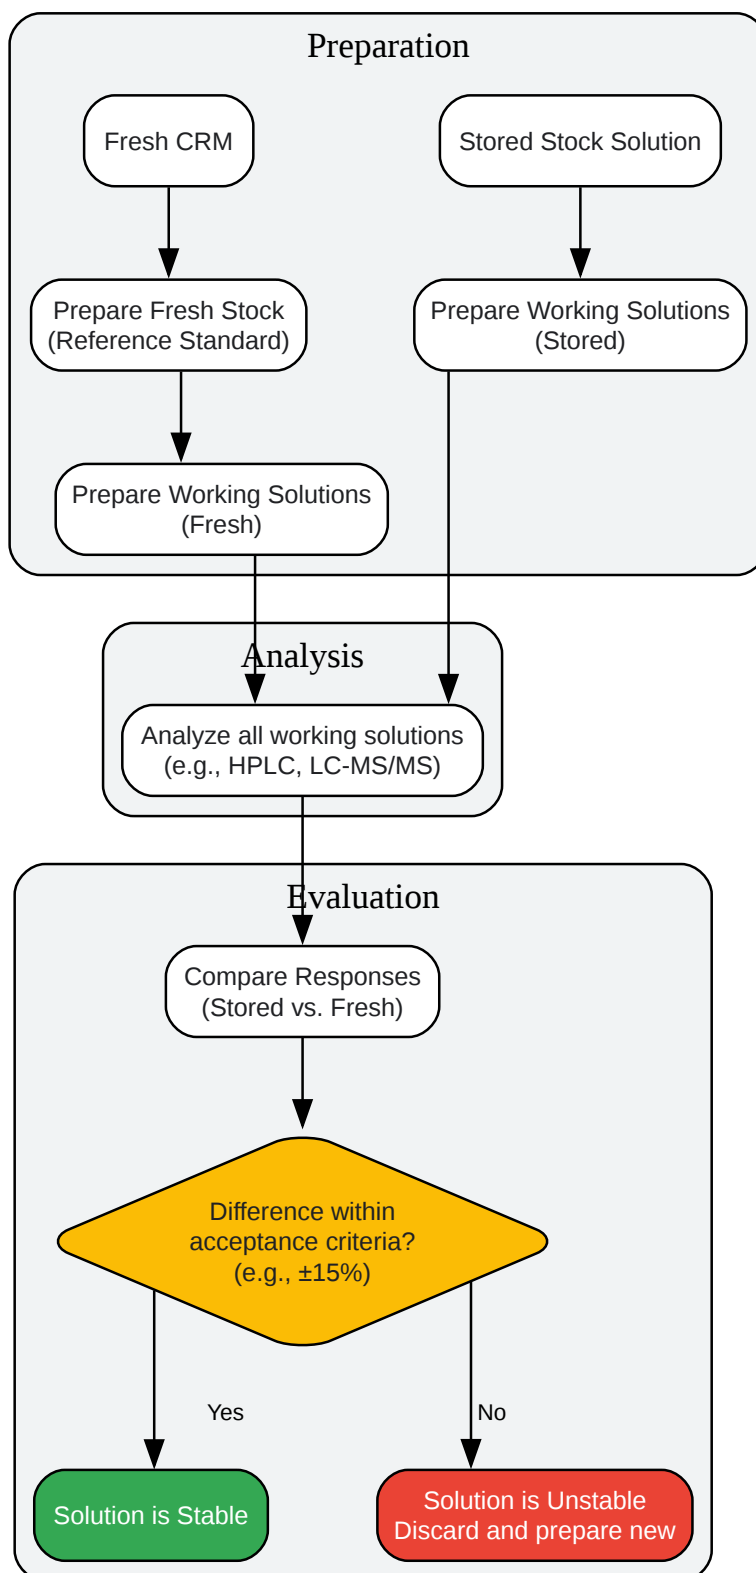 Preparation
Fresh CRM
Stored Stock Solution
Prepare Fresh Stock
(Reference Standard)
Prepare Working Solutions
(Stored)
Prepare Working Solutions
(Fresh)
Analysis
Analyze all working solutions
(e.g., HPLC, LC-MS/MS)
Evaluation
Compare Responses
(Stored vs. Fresh)
Difference within
acceptance criteria?
(e.g., ±15%)
Yes
No
Solution is Stable
Solution is Unstable
Discard and prepare new